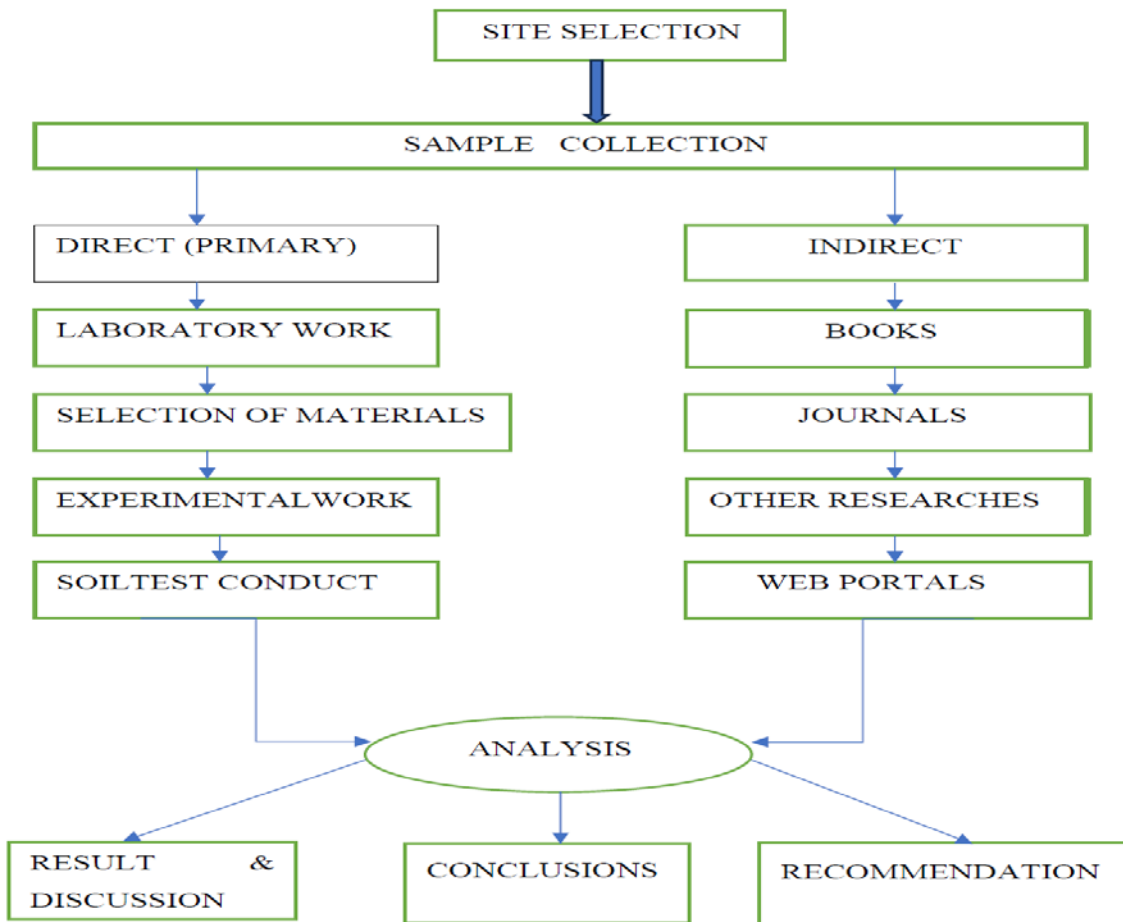 SITE SELECTION
SAMPLE COLLECTION
DIRECT (PRIMARY)
INDIRECT
LABORATORY WORK
BOOKS
SELECTION OF MATERIALS
JOURNALS
EXPERIMENTALWORK
OTHER RESEARCHES
SOILTEST CONDUCT
WEB PORTALS
ANALYSIS
RESULT &
DISCUSSION
CONCLUSIONS
RECOMMENDATION